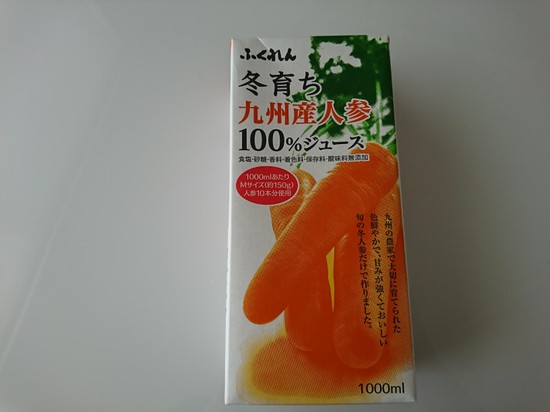 ふくれん
冬育ち
九州産人参
100%ジュース
食塩・砂糖・香料・着色料・保存料・酸味料無添加
1000mlあたり
Mサイズ(約150g)
人参10本分使用
九州の農家で大切に育てられた
色鮮やかで、甘みが強くておいしい
旬の冬人参だけで作りました。
1000ml